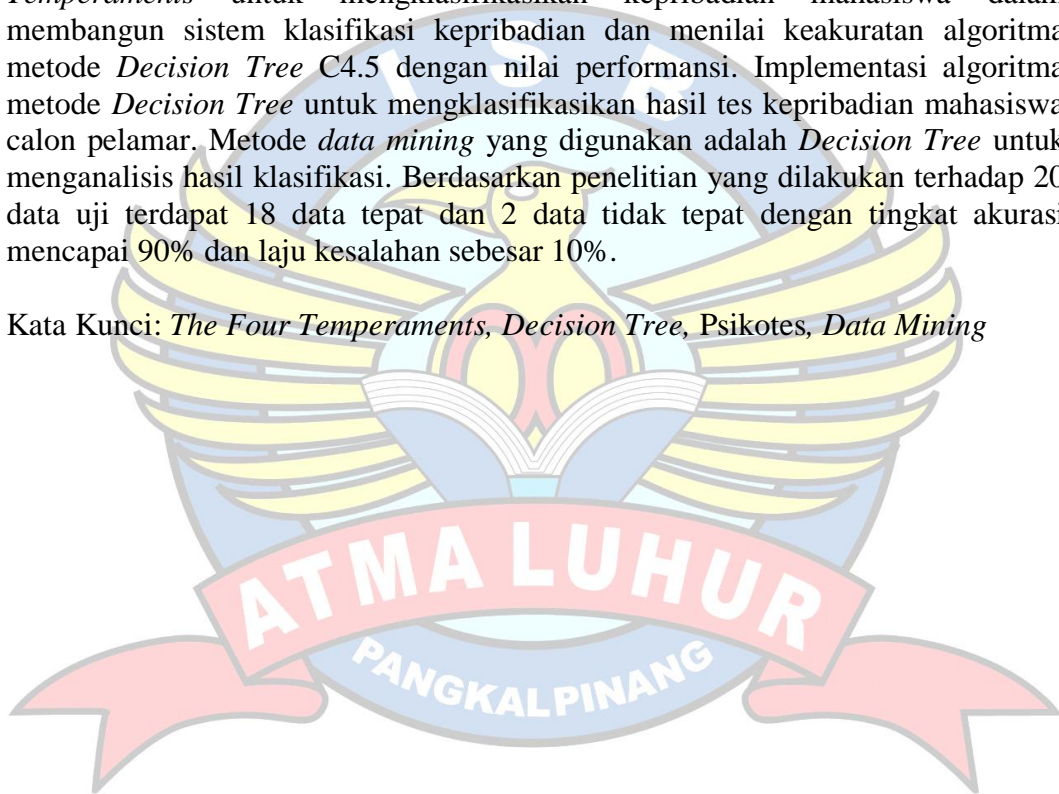 Temperaments untuk mengklasifikasikan kepribadian mahasiswa dalam
membangun sistem klasifikasi kepribadian dan menilai keakuratan algoritma
metode Decision Tree C4.5 dengan nilai performansi. Implementasi algoritma
metode Decision Tree untuk mengklasifikasikan hasil tes kepribadian mahasiswa
calon pelamar. Metode data mining yang digunakan adalah Decision Tree untuk
menganalisis hasil klasifikasi. Berdasarkan penelitian yang dilakukan terhadap 20
data uji terdapat 18 data tepat dan 2 data tidak tepat dengan tingkat akurasi
mencapai 90% dan laju kesalahan sebesar 10%.
Kata Kunci: The Four Temperaments, Decision Tree, Psikotes, Data Mining
I S B
ATMA LUHUR
PANGKALPINANG